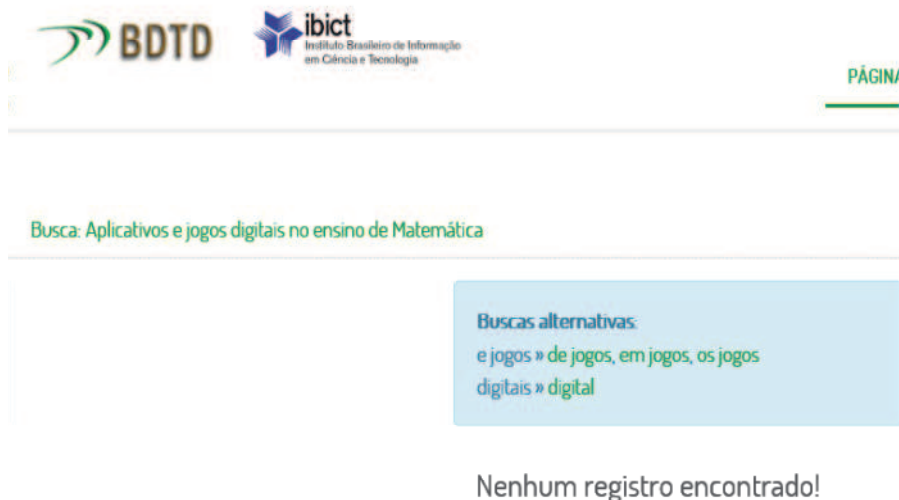 BDTD
ibict
Instituto Brasileiro de Informação
em Ciência e Tecnologia
PÁGINA
Busca: Aplicativos e jogos digitais no ensino de Matemática
Buscas alternativas:
e jogos » de jogos, em jogos, os jogos
digitais » digital
Nenhum registro encontrado!